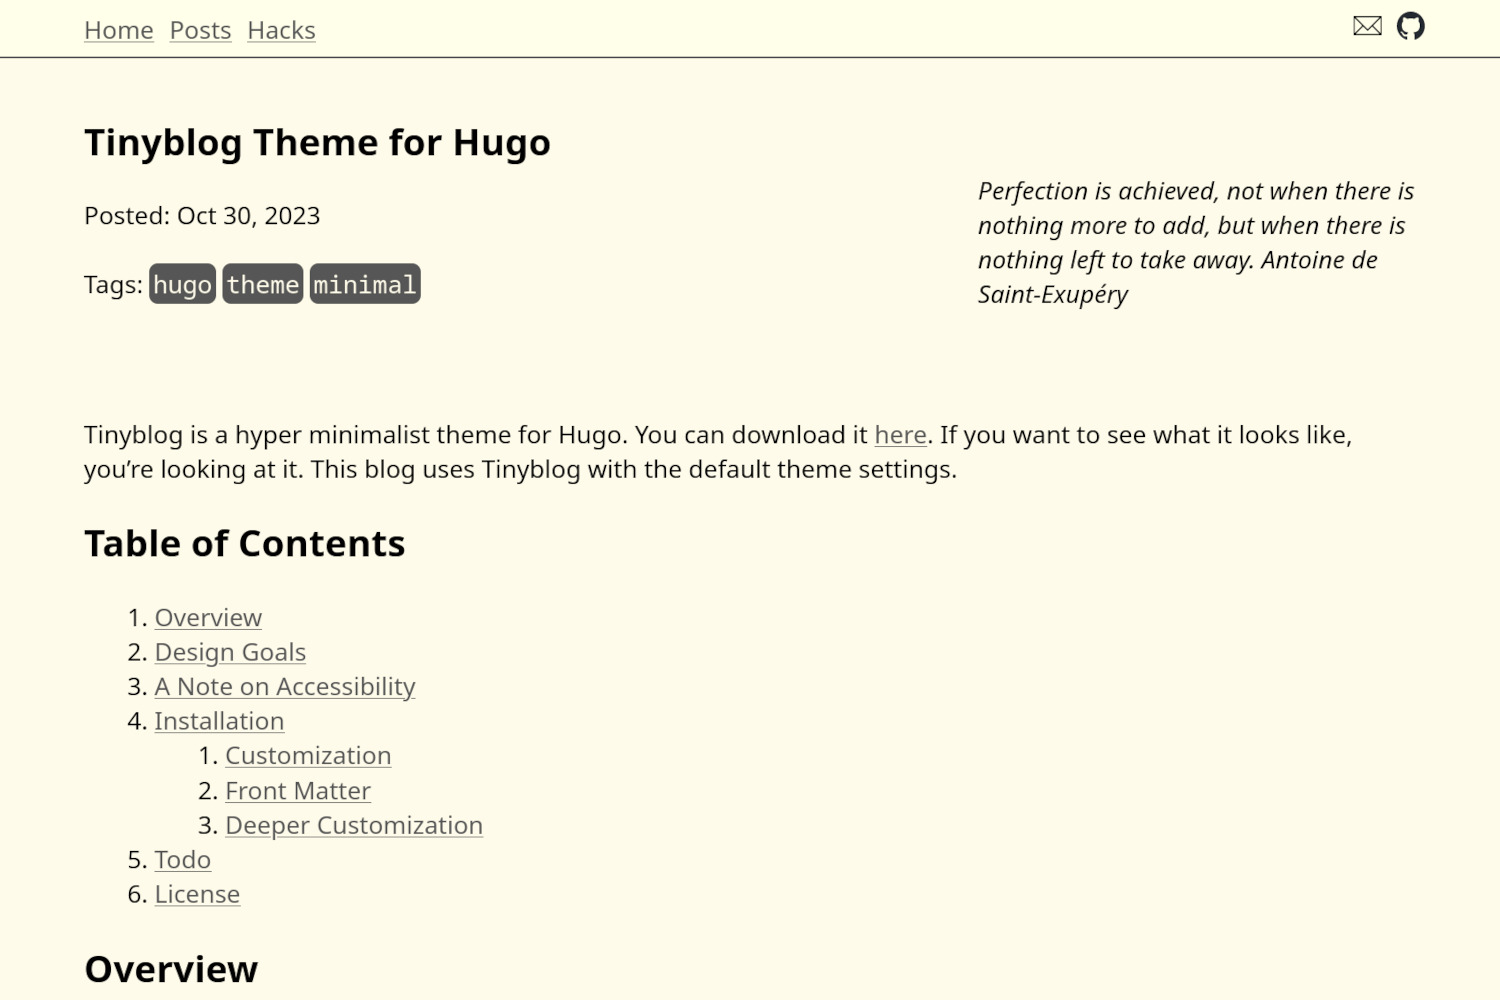 Home Posts Hacks
Tinyblog Theme for Hugo
Posted: Oct 30, 2023
Tags: hugo theme minimal
Perfection is achieved, not when there is
nothing more to add, but when there is
nothing left to take away. Antoine de
Saint-Exupéry
Tinyblog is a hyper minimalist theme for Hugo. You can download it here. If you want to see what it looks like,
you’re looking at it. This blog uses Tinyblog with the default theme settings.
Table of Contents
1. Overview
2. Design Goals
3. A Note on Accessibility
4. Installation
1. Customization
2. Front Matter
3. Deeper Customization
5. Todo
6. License
Overview